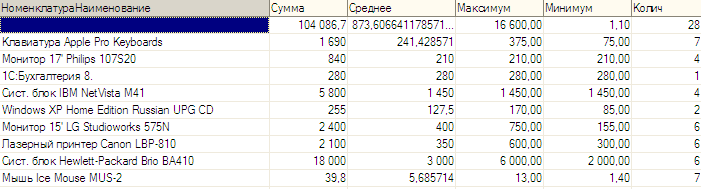 НоменклатураНаименование Сумма Среднее Максимум Минимум Колич
104 086,7 873,606641178571... 16 600,00 1,10 28
Клавиатура Apple Pro Keyboards 1 690 241,428571 375,00 75,00 7
Монитор 17' Philips 107S20 840 210 210,00 210,00 4
1С:Бухгалтерия 8. 280 280 280,00 280,00 1
Сист. блок IBM NetVista M41 5 800 1 450 1 450,00 1 450,00 4
Windows XP Home Edition Russian UPG CD 255 127,5 170,00 85,00 2
Монитор 15' LG Studioworks 575N 2 400 400 750,00 155,00 6
Лазерный принтер Canon LBP-810 2 100 350 600,00 300,00 6
Сист. блок Hewlett-Packard Brio BA410 18 000 3 000 6 000,00 2 000,00 6
Мышь Ice Mouse MUS-2 39,8 5,685714 13,00 1,40 7